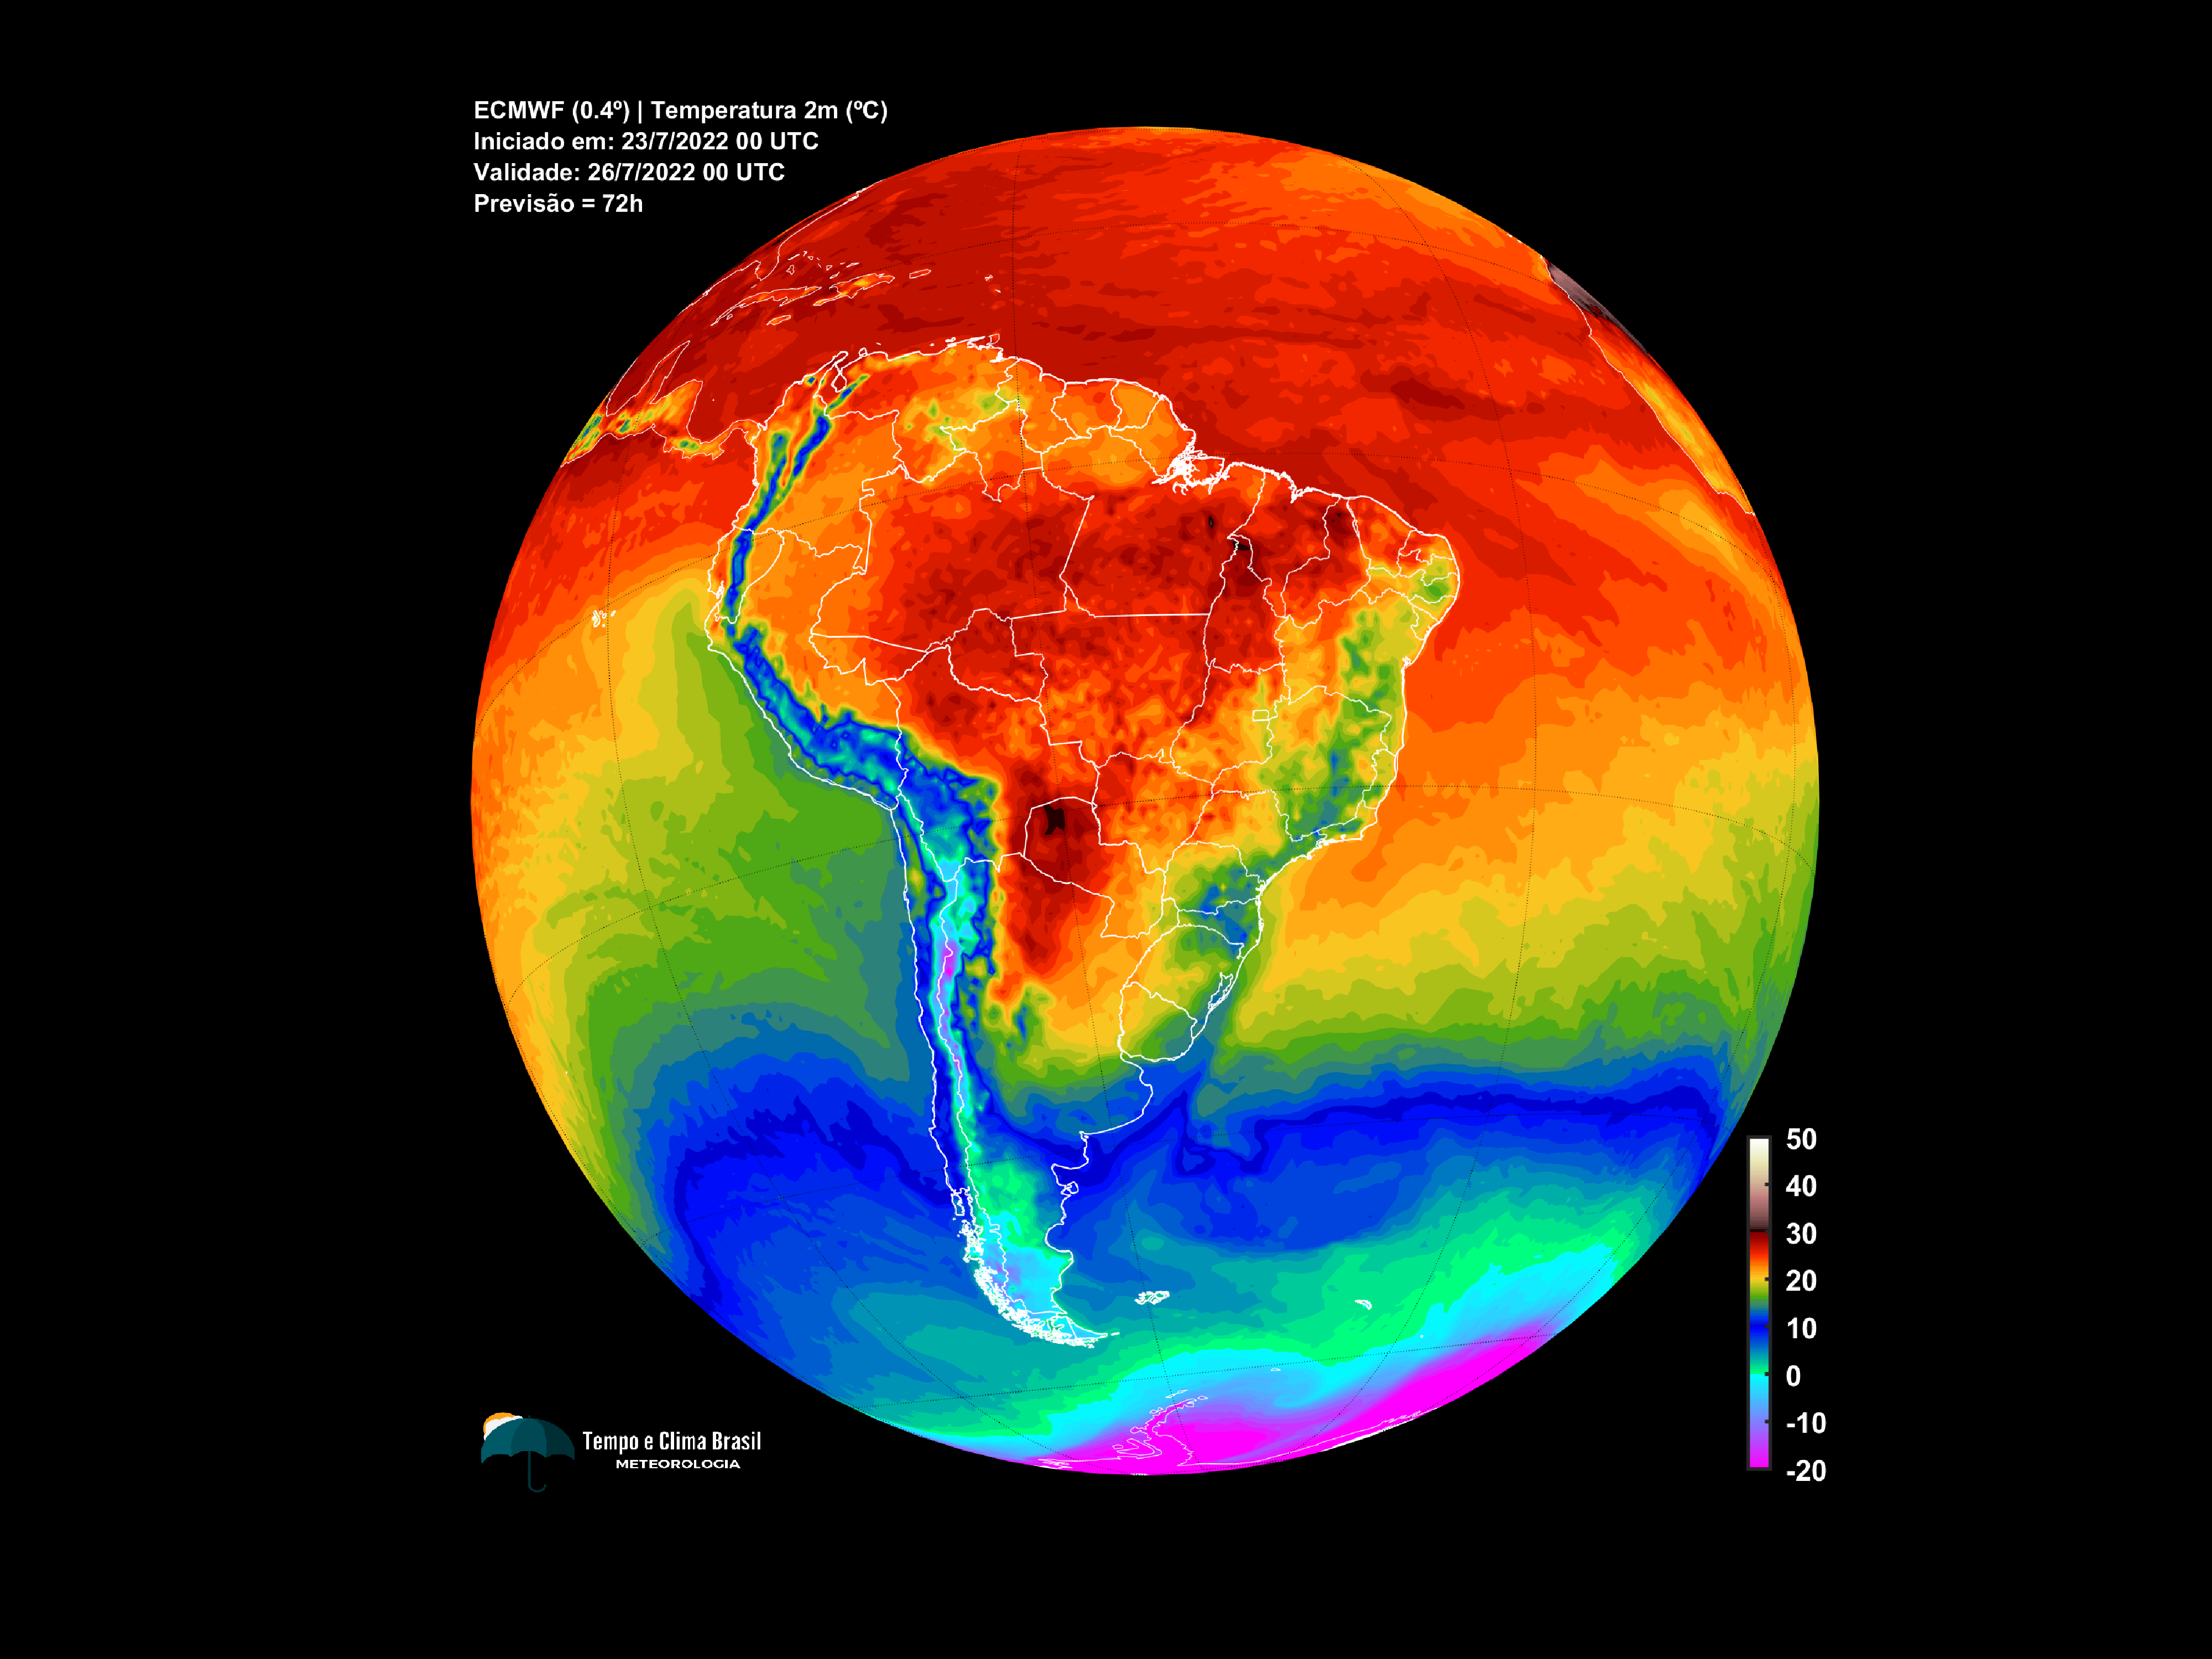 ECMWF (0.4º) | Temperatura 2m (ºC)
Iniciado em: 23/7/2022 00 UTC
Validade: 26/7/2022 00 UTC
Previsão = 72h
50
40
30
20
10
0
-10
-20
Tempo e Clima Brasil
METEOROLOGIA